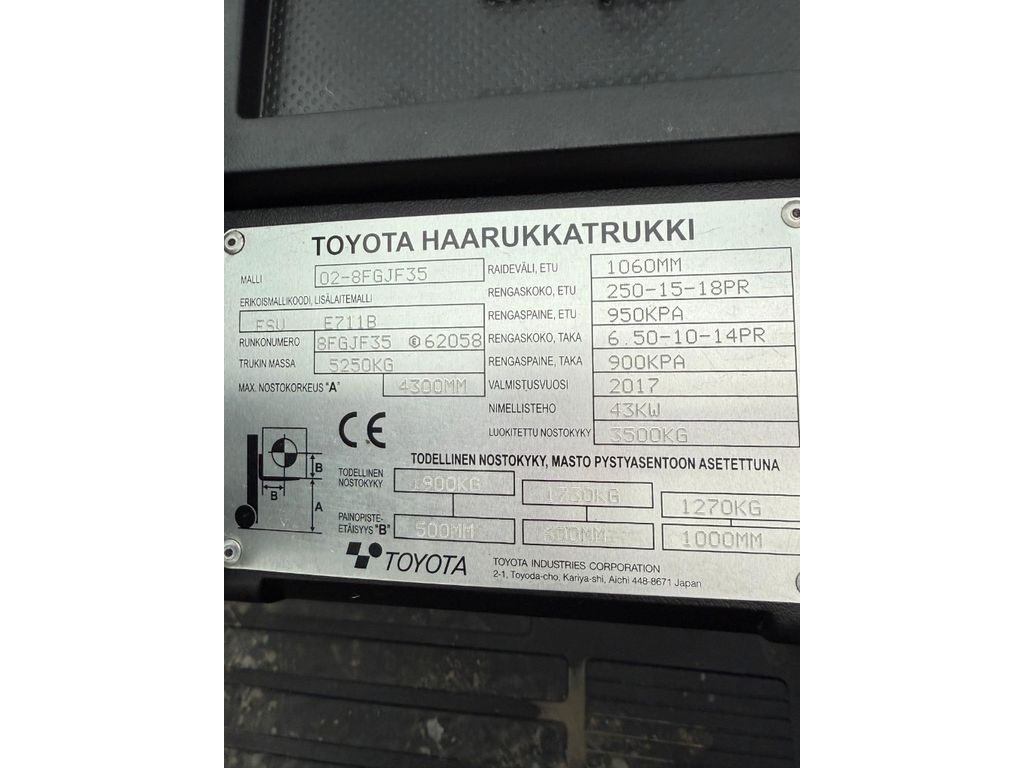 TOYOTA HAARUKKATRUKKI
MALLI 02-8FGJF35
ERIKOISMALLIKOODI, LISÄLAITEMALLI
FSU E711B
RUNKONUMERO 8FGJF35 Ⓔ62058
TRUKIN MASSA 5250KG
MAX. NOSTOKORKEUS "A" 4300MM
RAIDEVÄLI, ETU 1060MM
RENGASKOKO, ETU 250-15-18PR
RENGASPAINE, ETU 950KPA
RENGASKOKO, TAKA 6.50-10-14PR
RENGASPAINE, TAKA 900KPA
VALMISTUSVUOSI 2017
NIMELLISTEHO 43KW
LUOKITETTU NOSTOKYKY 3500KG
CE
B
B
A
TODELLINEN NOSTOKYKY, MASTO PYSTYASENTOON ASETETTUNA
TODELLINEN
NOSTOKYKY 1900KG 1730KG 1270KG
PAINOPISTE-
ETÄISYYS "B" 500MM 600MM 1000MM
TOYOTA
TOYOTA INDUSTRIES CORPORATION
2-1, Toyoda-cho, Kariya-shi, Aichi 448-8671 Japan